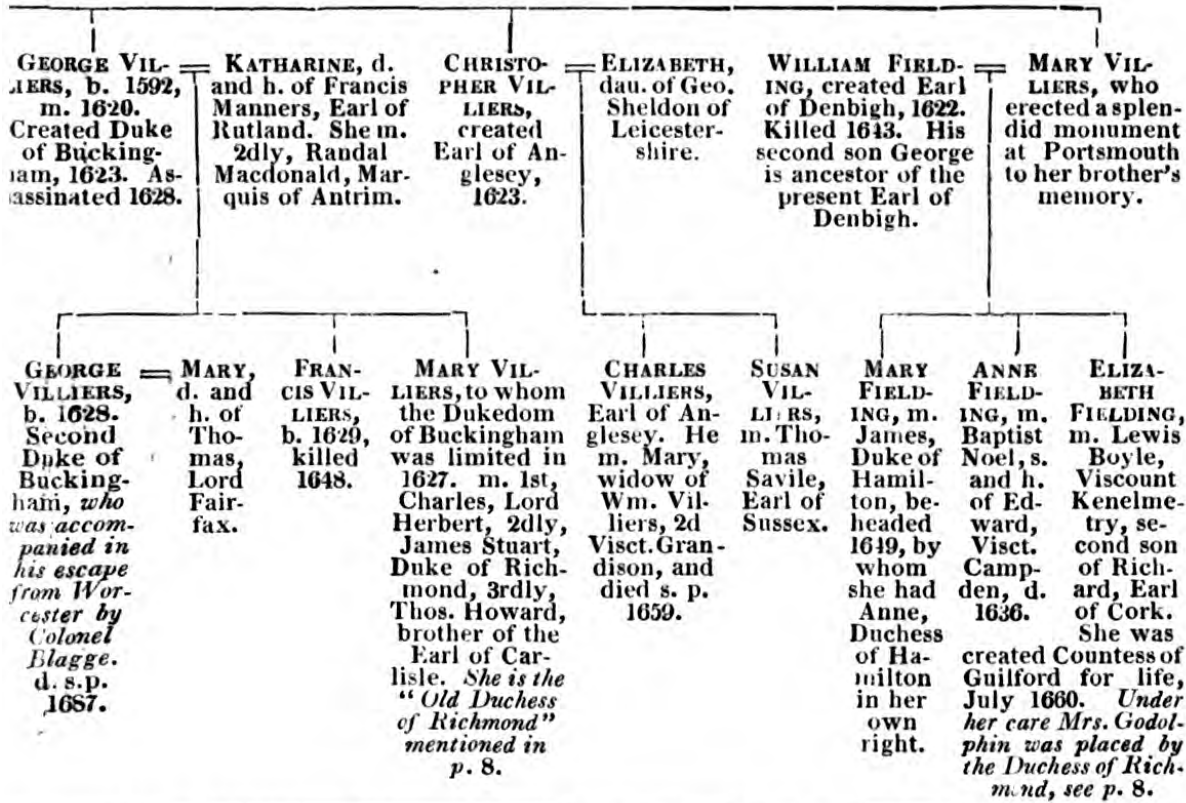 GEORGE VIL-
LIERS, b. 1592,
m. 1620.
Created Duke
of Bucking-
ham, 1623. As-
sassinated 1628.
KATHARINE, d.
and h. of Francis
Manners, Earl of
Rutland. She m.
2dly, Randal
Macdonald, Mar-
quis of Antrim.
CHRISTO-
PHER VIL-
LIERS,
created
Earl of An-
glesey,
1623.
ELIZABETH,
dau. of Geo.
Sheldon of
Leicester-
shire.
WILLIAM FIELD-
ING, created Earl
of Denbigh, 1622.
Killed 1643. His
second son George
is ancestor of the
present Earl of
Denbigh.
MARY VIL-
LIERS, who
erected a splen-
did monument
at Portsmouth
to her brother's
memory.
GEORGE
VILLIERS,
b. 1628.
Second
Duke of
Bucking-
ham, who
was accom-
panied in
his escape
from Wor-
cester by
Colonel
Blagge.
d. s.p.
1687.
MARY,
d. and
h. of
Tho-
mas,
Lord
Fair-
fax.
FRAN-
CIS VIL-
LIERS,
b. 1629,
killed
1648.
MARY VIL-
LIERS, to whom
the Dukedom
of Buckingham
was limited in
1627. m. 1st,
Charles, Lord
Herbert, 2dly,
James Stuart,
Duke of Rich-
mond, 3rdly,
Thos. Howard,
brother of the
Earl of Car-
lisle. She is the
"Old Duchess
of Richmond"
mentioned in
p. 8.
CHARLES
VILLIERS,
Earl of An-
glesey. He
m. Mary,
widow of
Wm. Vil-
liers, 2d
Visct. Gran-
dison, and
died s. p.
1659.
SUSAN
VIL-
LIERS,
m. Tho-
mas
Savile,
Earl of
Sussex.
MARY
FIELD-
ING, m.
James,
Duke of
Hamil-
ton, be-
headed
1649, by
whom
she had
Anne,
Duchess
of Ha-
milton
in her
own
right.
ANNE
FIELD-
ING, m.
Baptist
Noel, s.
and h.
of Ed-
ward,
Visct.
Camp-
den, d.
1636.
ELIZA-
BETH
FIELDING,
m. Lewis
Boyle,
Viscount
Kenelme-
try, se-
cond son
of Rich-
ard, Earl
of Cork.
She was
created Countess of
Guilford for life,
July 1660. Under
her care Mrs. Godol-
phin was placed by
the Duchess of Rich-
mond, see p. 8.